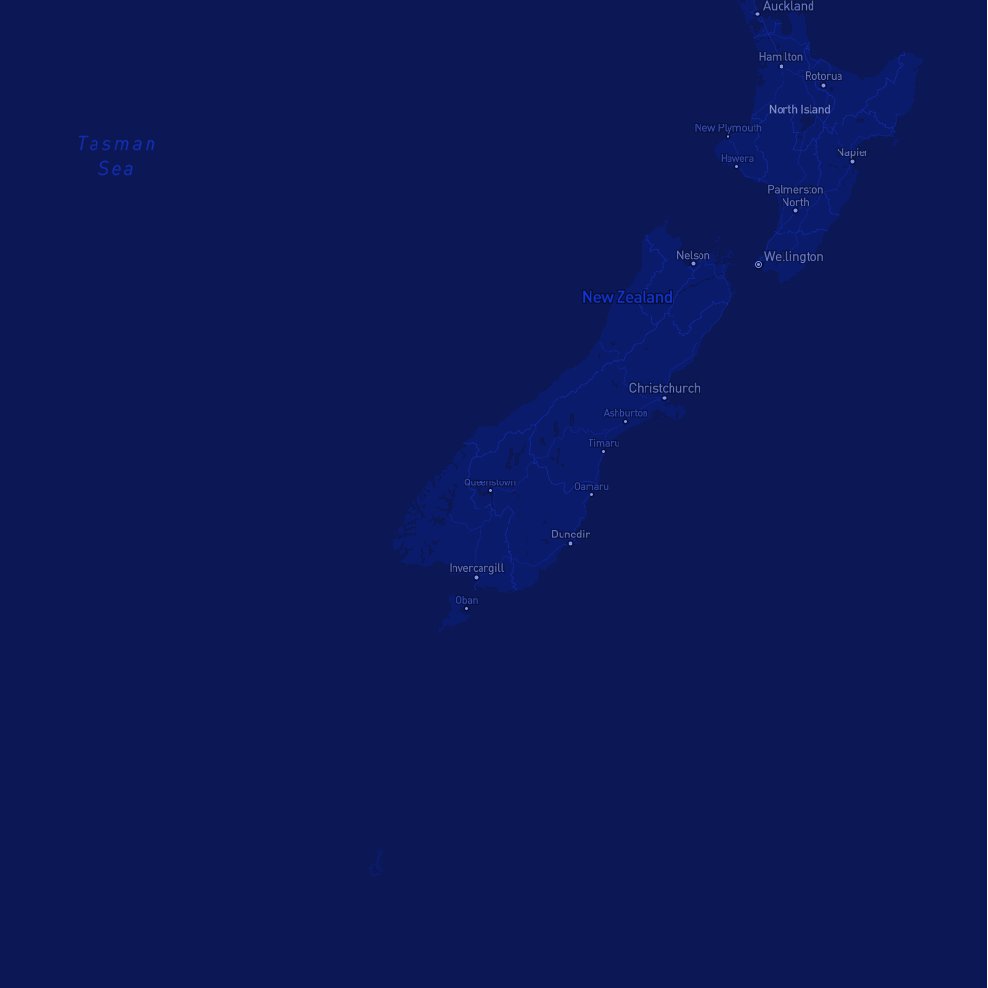 Auckland
Hamilton
Rotorua
North Island
New Plymouth
Tasman
Sea
Napier
Hawera
Palmerston
North
Nelson
Wellington
New Zealand
Christchurch
Ashburton
Timaru
Queenstown
Oamaru
Dunedin
Invercargill
Oban